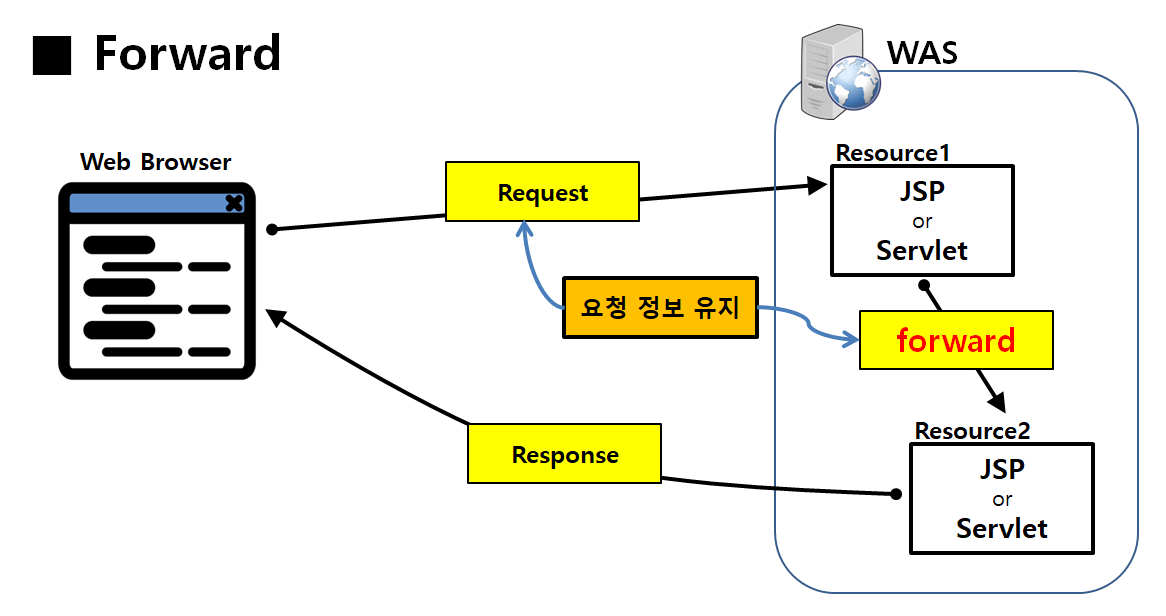 ■ Forward
WAS
Web Browser
Request
Resource1
JSP
or
Servlet
요청 정보 유지
forward
Response
Resource2
JSP
or
Servlet